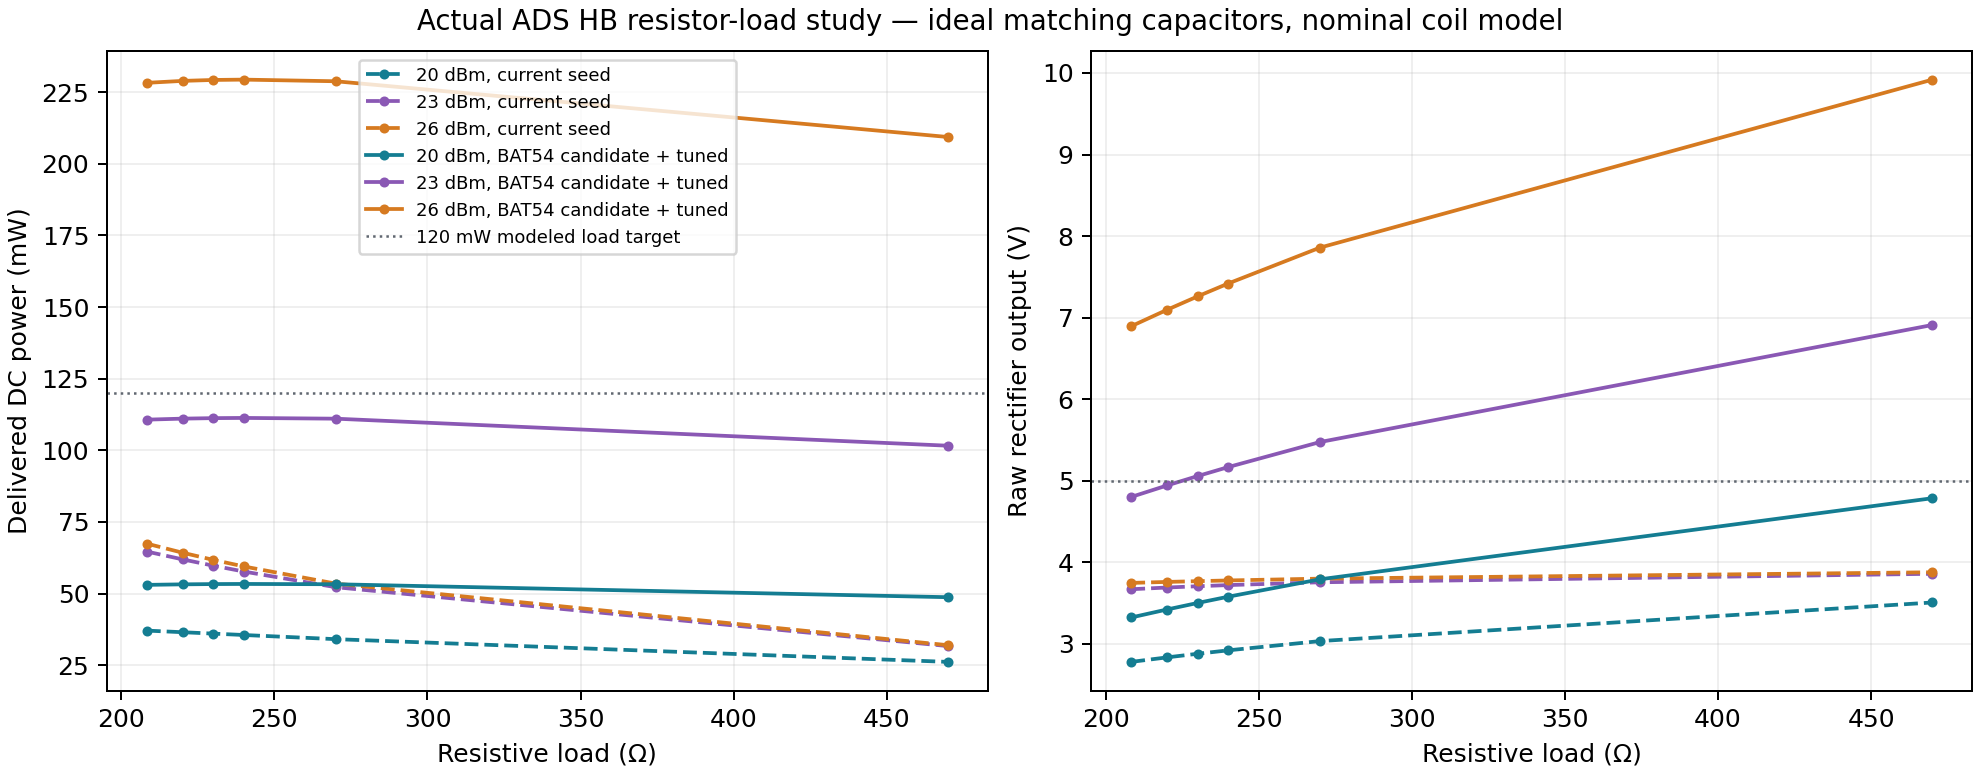 Actual ADS HB resistor-load study — ideal matching capacitors, nominal coil model
Delivered DC power (mW)
225
200
175
150
125
100
75
50
25
20 dBm, current seed
23 dBm, current seed
26 dBm, current seed
20 dBm, BAT54 candidate + tuned
23 dBm, BAT54 candidate + tuned
26 dBm, BAT54 candidate + tuned
120 mW modeled load target
200 250 300 350 400 450
Resistive load (Ω)
Raw rectifier output (V)
10
9
8
7
6
5
4
3
200 250 300 350 400 450
Resistive load (Ω)